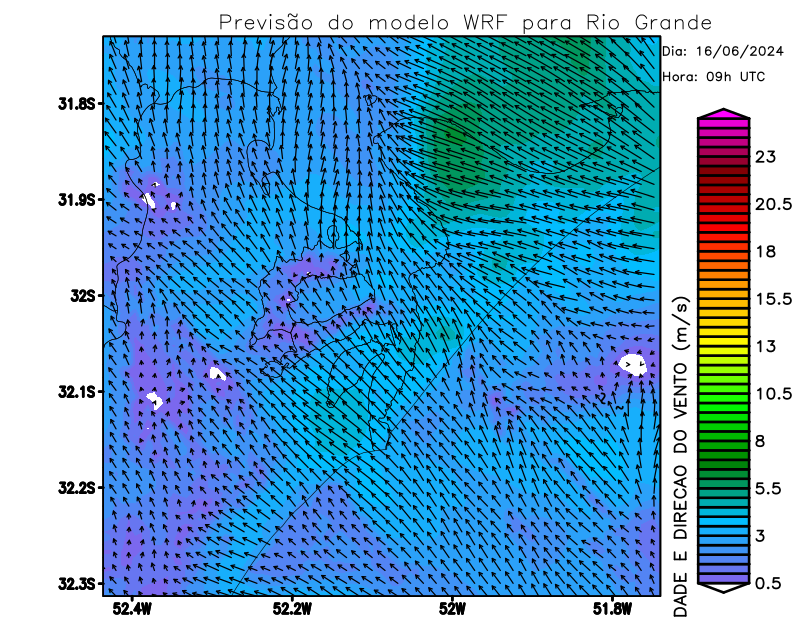 Previsão do modelo WRF para Rio Grande
Dia: 16/06/2024
Hora: 09h UTC
31.8S
31.9S
32S
32.1S
32.2S
32.3S
52.4W
52.2W
52W
51.8W
23
20.5
18
15.5
13
10.5
8
5.5
3
0.5
DADE E DIRECAO DO VENTO (m/s)